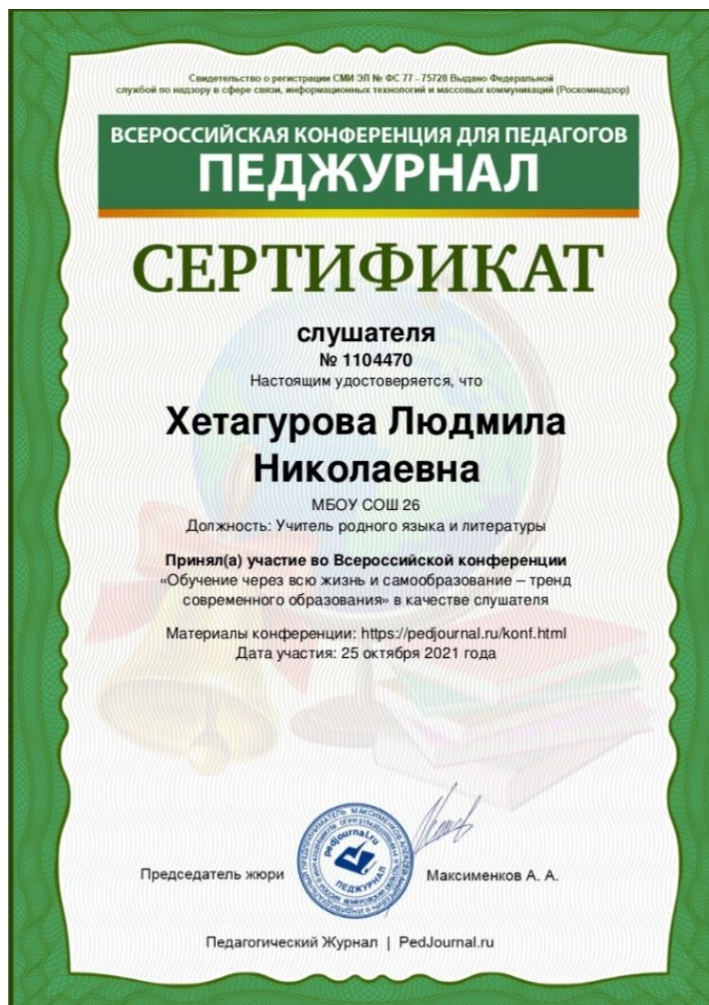 Свидетельство о регистрации СМИ ЭЛ № ФС 77 - 75728 Выдано Федеральной
службой по надзору в сфере связи, информационных технологий и массовых коммуникаций (Роскомнадзор)
ВСЕРОССИЙСКАЯ КОНФЕРЕНЦИЯ ДЛЯ ПЕДАГОГОВ
ПЕДЖУРНАЛ
СЕРТИФИКАТ
слушателя
№ 1104470
Настоящим удостоверяется, что
Хетагурова Людмила
Николаевна
МБОУ СОШ 26
Должность: Учитель родного языка и литературы
Принял(а) участие во Всероссийской конференции
«Обучение через всю жизнь и самообразование – тренд
современного образования» в качестве слушателя
Материалы конференции: https://pedjournal.ru/konf.html
Дата участия: 25 октября 2021 года
pedjournal.ru
ПЕДЖУРНАЛ
Председатель жюри Максименков А. А.
Педагогический Журнал | PedJournal.ru